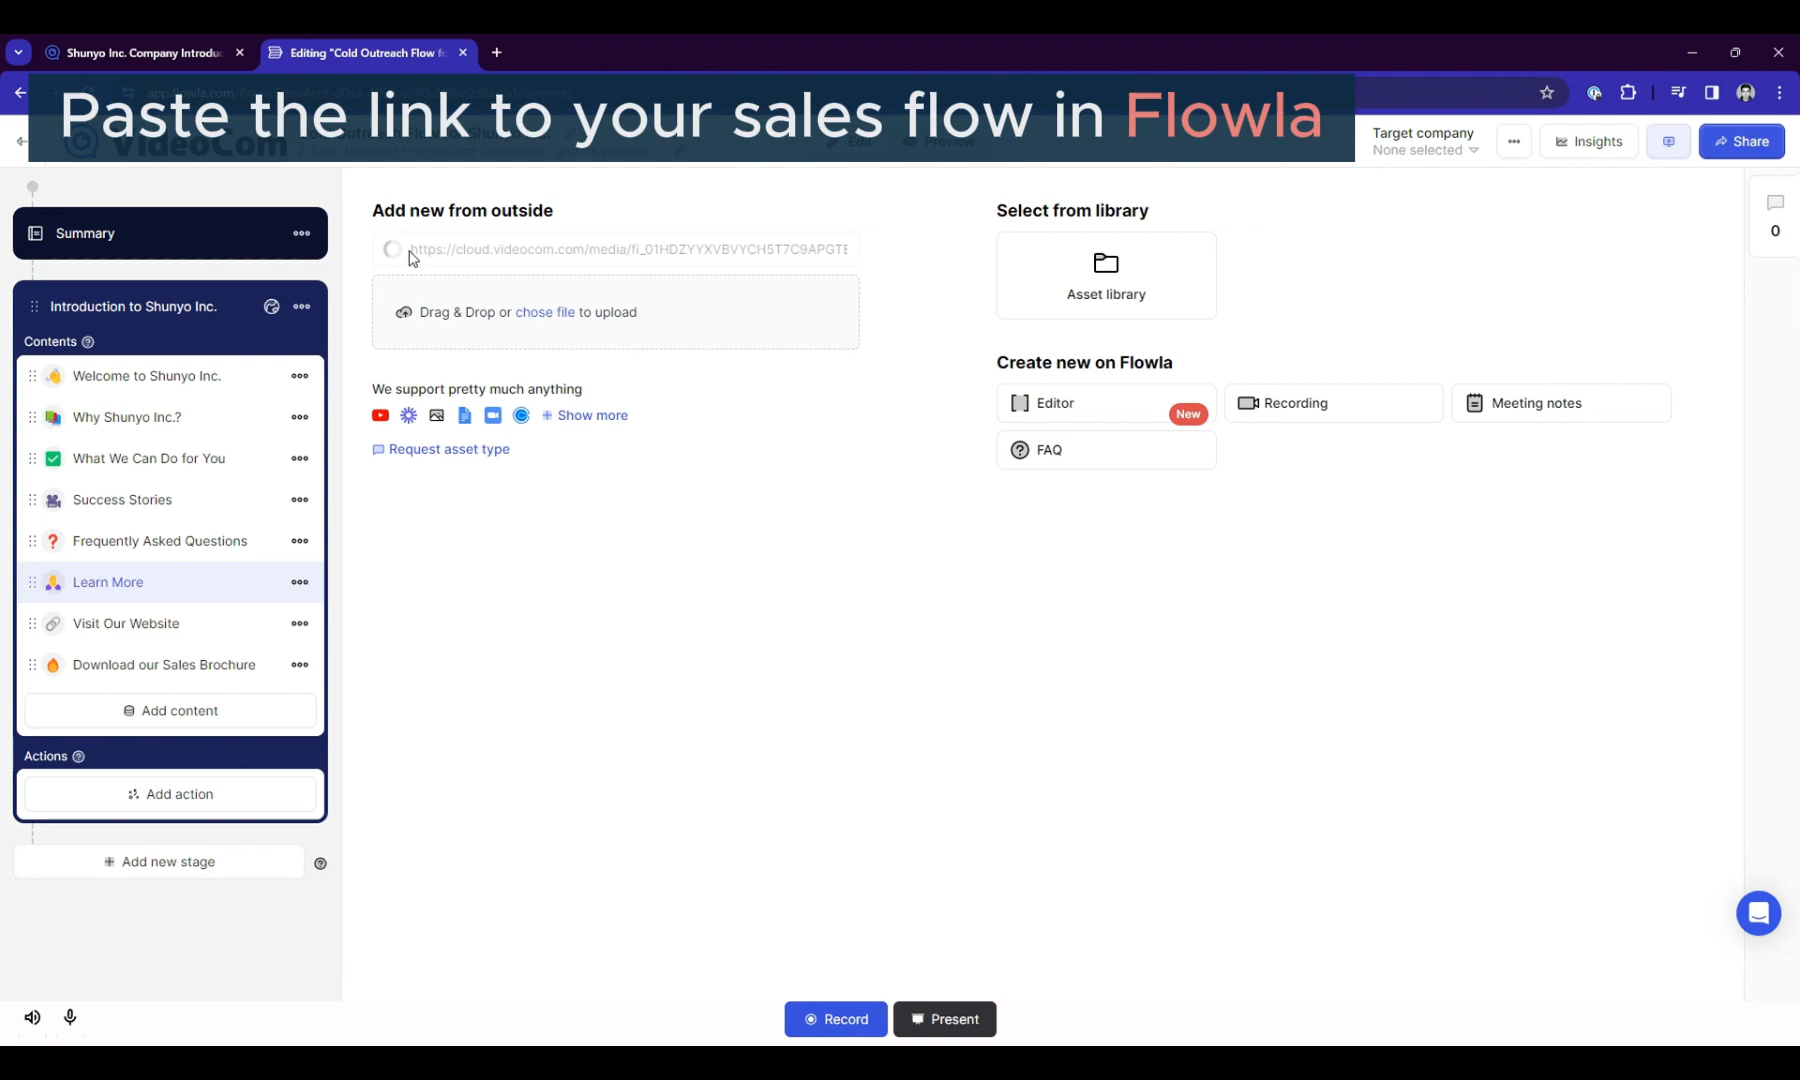 Shunyo Inc. Company Introdu
Editing "Cold Outreach Flow fo
Paste the link to your sales flow in Flowla
VideoCom
Edit
Preview
Target company
None selected
Insights
Share
Summary
Introduction to Shunyo Inc.
Contents
Welcome to Shunyo Inc.
Why Shunyo Inc.?
What We Can Do for You
Success Stories
Frequently Asked Questions
Learn More
Visit Our Website
Download our Sales Brochure
Add content
Actions
Add action
Add new stage
Add new from outside
https://cloud.videocom.com/media/fi_01HDZYYXVBVYCH5T7C9APGTE
Drag & Drop or chose file to upload
We support pretty much anything
Show more
Request asset type
Select from library
Asset library
Create new on Flowla
Editor
New
Recording
Meeting notes
FAQ
0
Record
Present